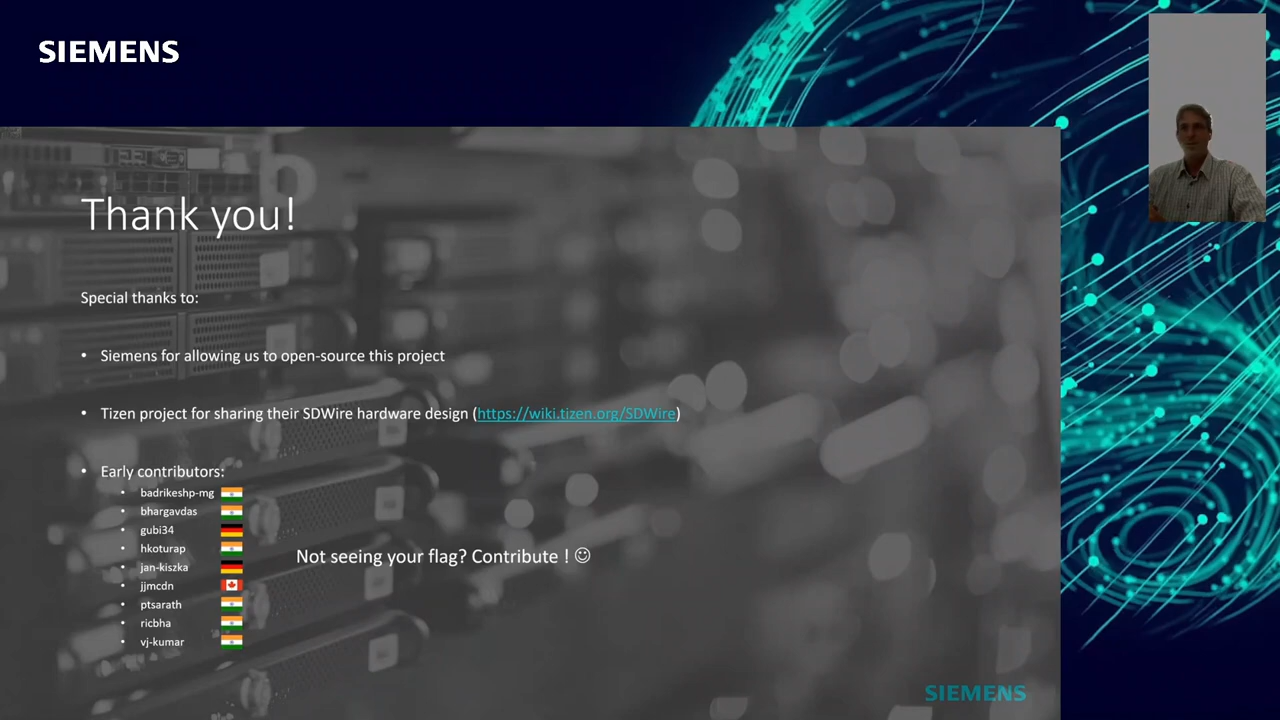 SIEMENS
Thank you!
Special thanks to:
• Siemens for allowing us to open-source this project
• Tizen project for sharing their SDWire hardware design (https://wiki.tizen.org/SDWire)
• Early contributors:
• badrikeshp-mg
• bhargavdas
• gubi34
• hkoturap
• jan-kiszka
• jjmcdn
• ptsarath
• ricbha
• vj-kumar
Not seeing your flag? Contribute ! ☺
SIEMENS